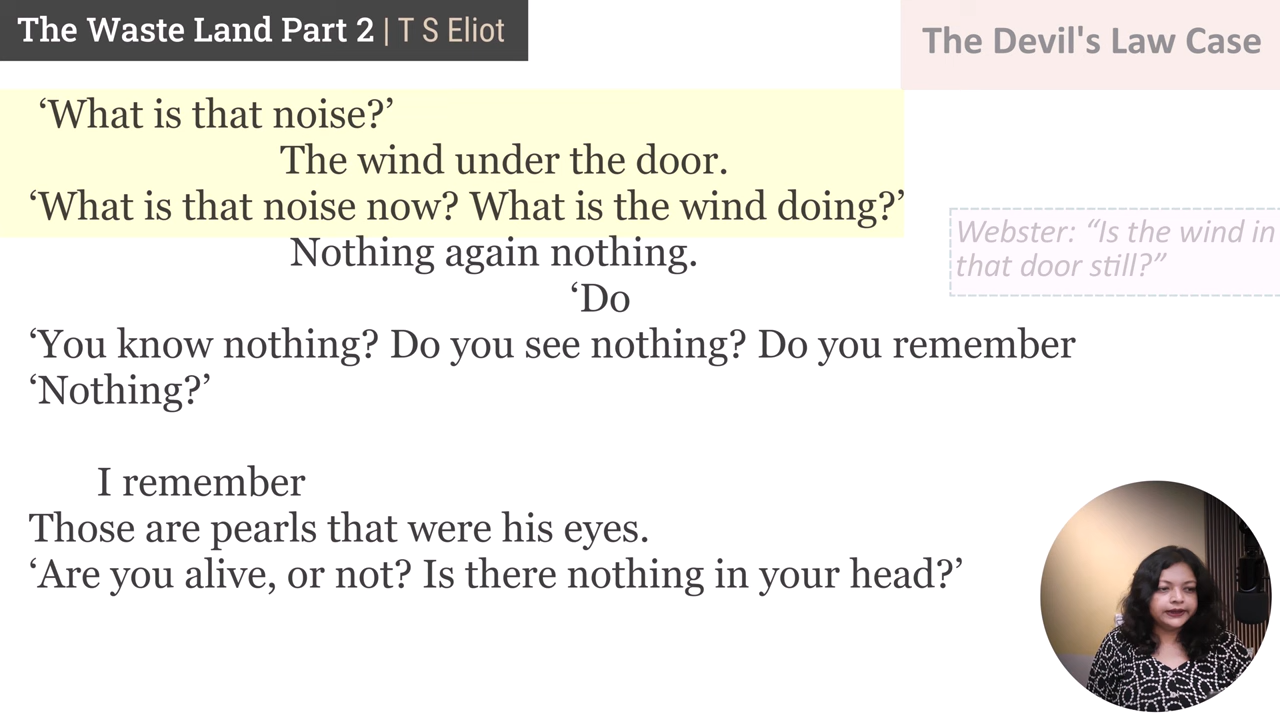 The Waste Land Part 2 | T S Eliot
The Devil's Law Case
‘What is that noise?’
The wind under the door.
‘What is that noise now? What is the wind doing?’
Nothing again nothing.
‘Do
‘You know nothing? Do you see nothing? Do you remember
‘Nothing?’
I remember
Those are pearls that were his eyes.
‘Are you alive, or not? Is there nothing in your head?’
Webster: “Is the wind in
that door still?”